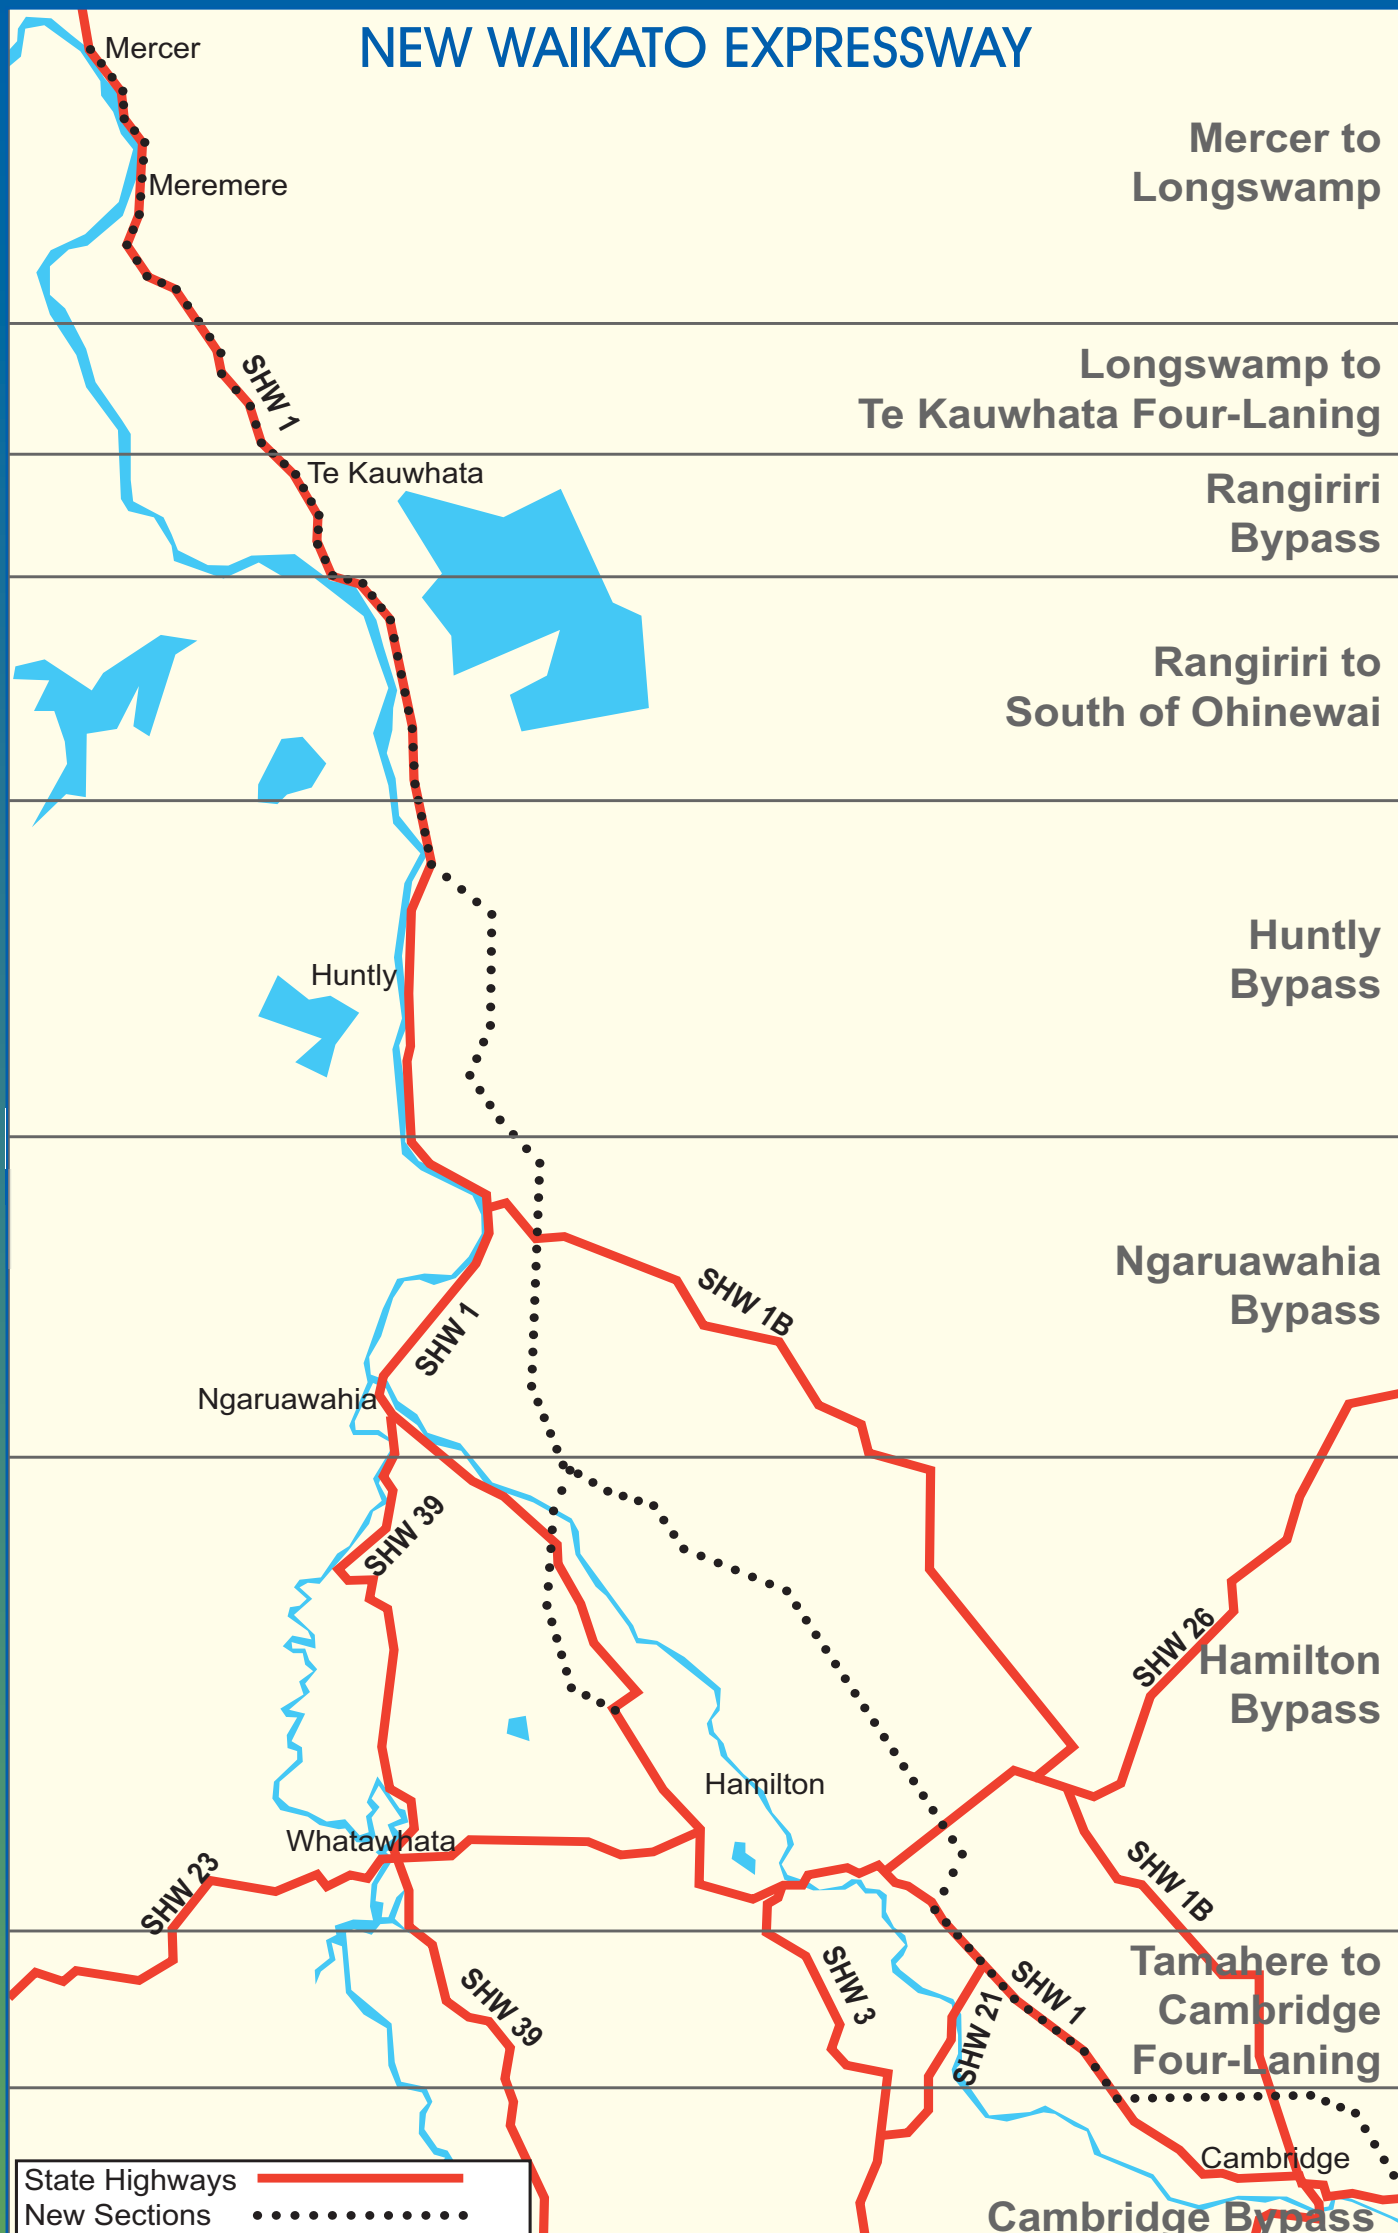 NEW WAIKATO EXPRESSWAY
Mercer
Mercer to
Longswamp
Meremere
SHW 1
Longswamp to
Te Kauwhata Four-Laning
Te Kauwhata
Rangiriri
Bypass
Rangiriri to
South of Ohinewai
Huntly
Bypass
Huntly
Ngaruawahia
Bypass
SHW 1B
SHW 1
Ngaruawahia
SHW 39
SHW 26
Hamilton
Bypass
Hamilton
Whatawhata
SHW 23
SHW 1B
SHW 39
SHW 3
SHW 21
SHW 1
Tamahere to
Cambridge
Four-Laning
Cambridge
Cambridge Bypass
State Highways
New Sections